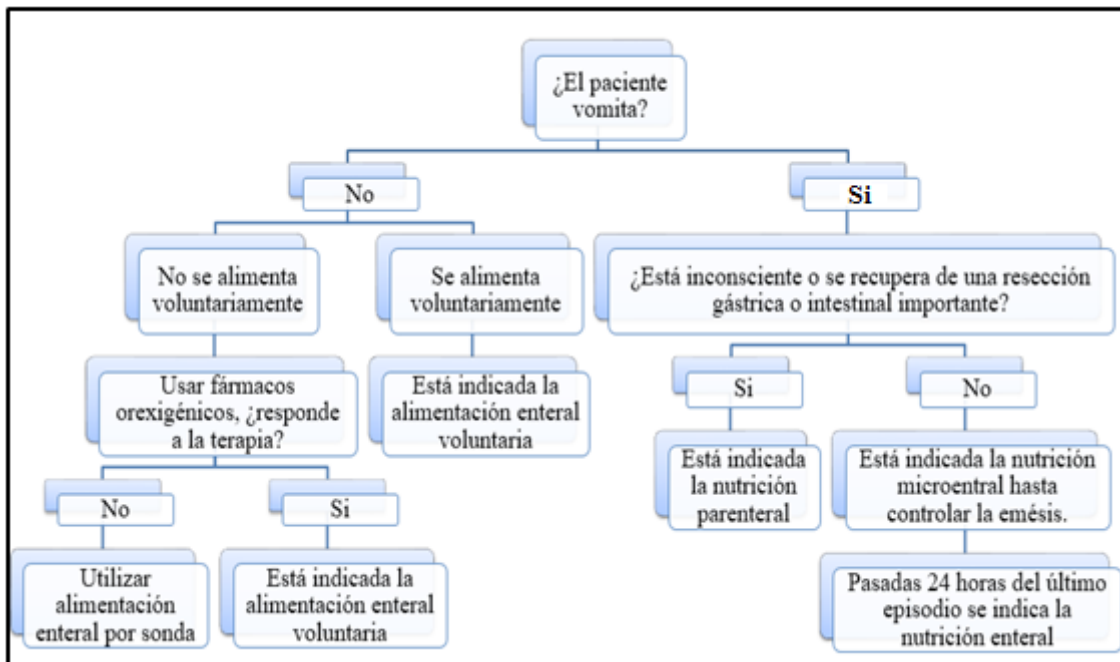 ¿El paciente
vomita?
No
Si
No se alimenta
voluntariamente
Se alimenta
voluntariamente
¿Está inconsciente o se recupera de una resección
gástrica o intestinal importante?
Usar fármacos
orexigénicos, ¿responde
a la terapia?
Está indicada la
alimentación enteral
voluntaria
Si
No
Está indicada
la nutrición
parenteral
Está indicada la nutrición
microentral hasta
controlar la emésis.
No
Si
Utilizar
alimentación
enteral por sonda
Está indicada la
alimentación enteral
voluntaria
Pasadas 24 horas del último
episodio se indica la
nutrición enteral